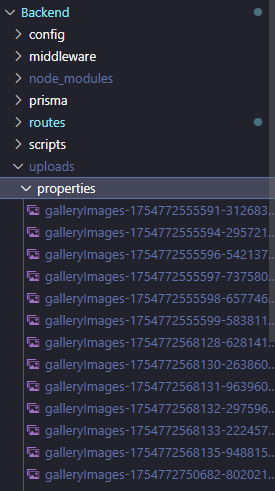 Backend
config
middleware
node_modules
prisma
routes
scripts
uploads
properties
galleryImages-1754772555591-312683...
galleryImages-1754772555594-295721...
galleryImages-1754772555596-542137...
galleryImages-1754772555597-737580...
galleryImages-1754772555598-657746...
galleryImages-1754772555599-583811...
galleryImages-1754772568128-628141...
galleryImages-1754772568130-263860...
galleryImages-1754772568131-963960...
galleryImages-1754772568132-297596...
galleryImages-1754772568133-222457...
galleryImages-1754772568135-948815...
galleryImages-1754772750682-802021...